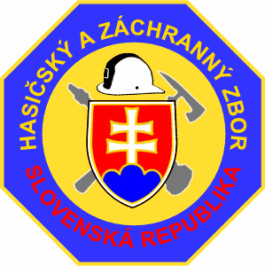 HASIČSKÝ A ZÁCHRANNÝ ZBOR
SLOVENSKÁ REPUBLIKA